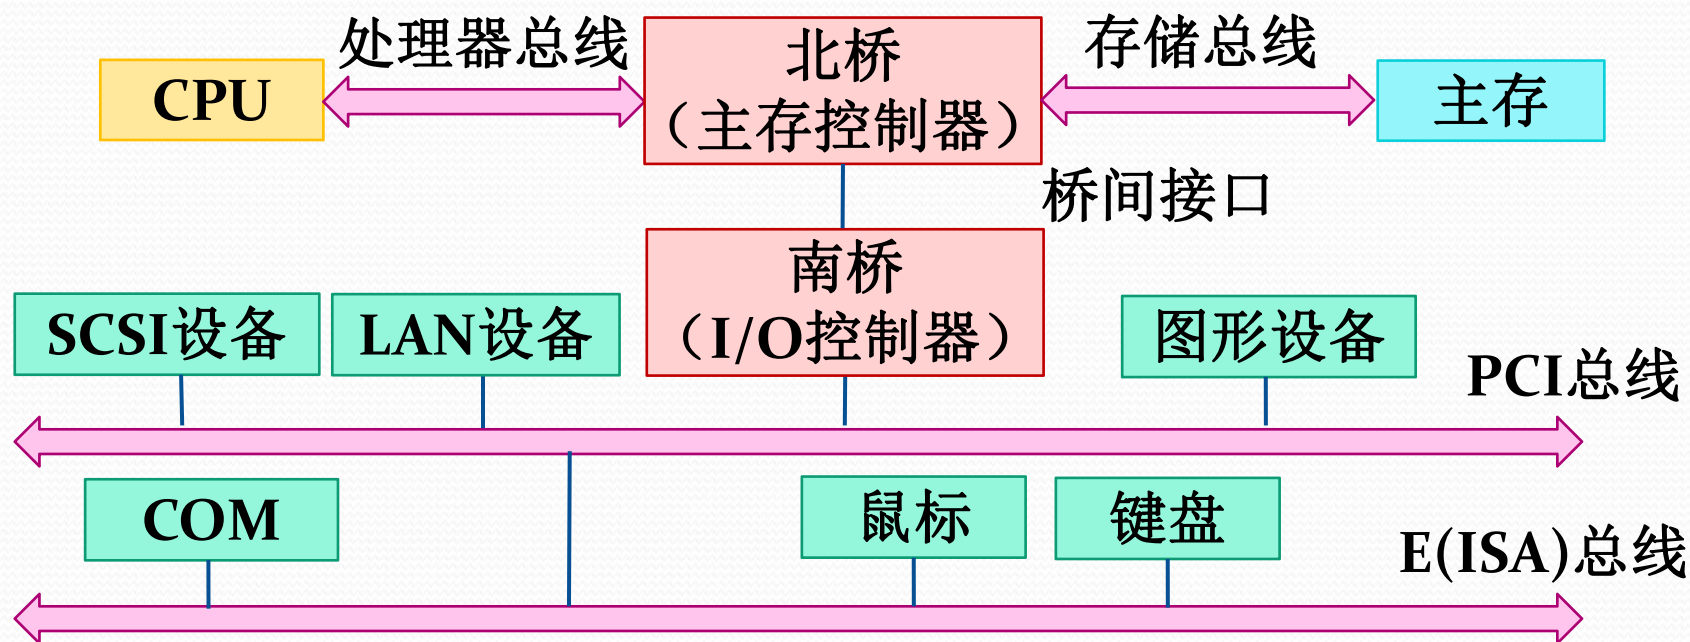 处理器总线
存储总线
CPU
北桥
（主存控制器）
主存
桥间接口
南桥
（I/O控制器）
SCSI设备
LAN设备
图形设备
PCI总线
COM
鼠标
键盘
E(ISA)总线